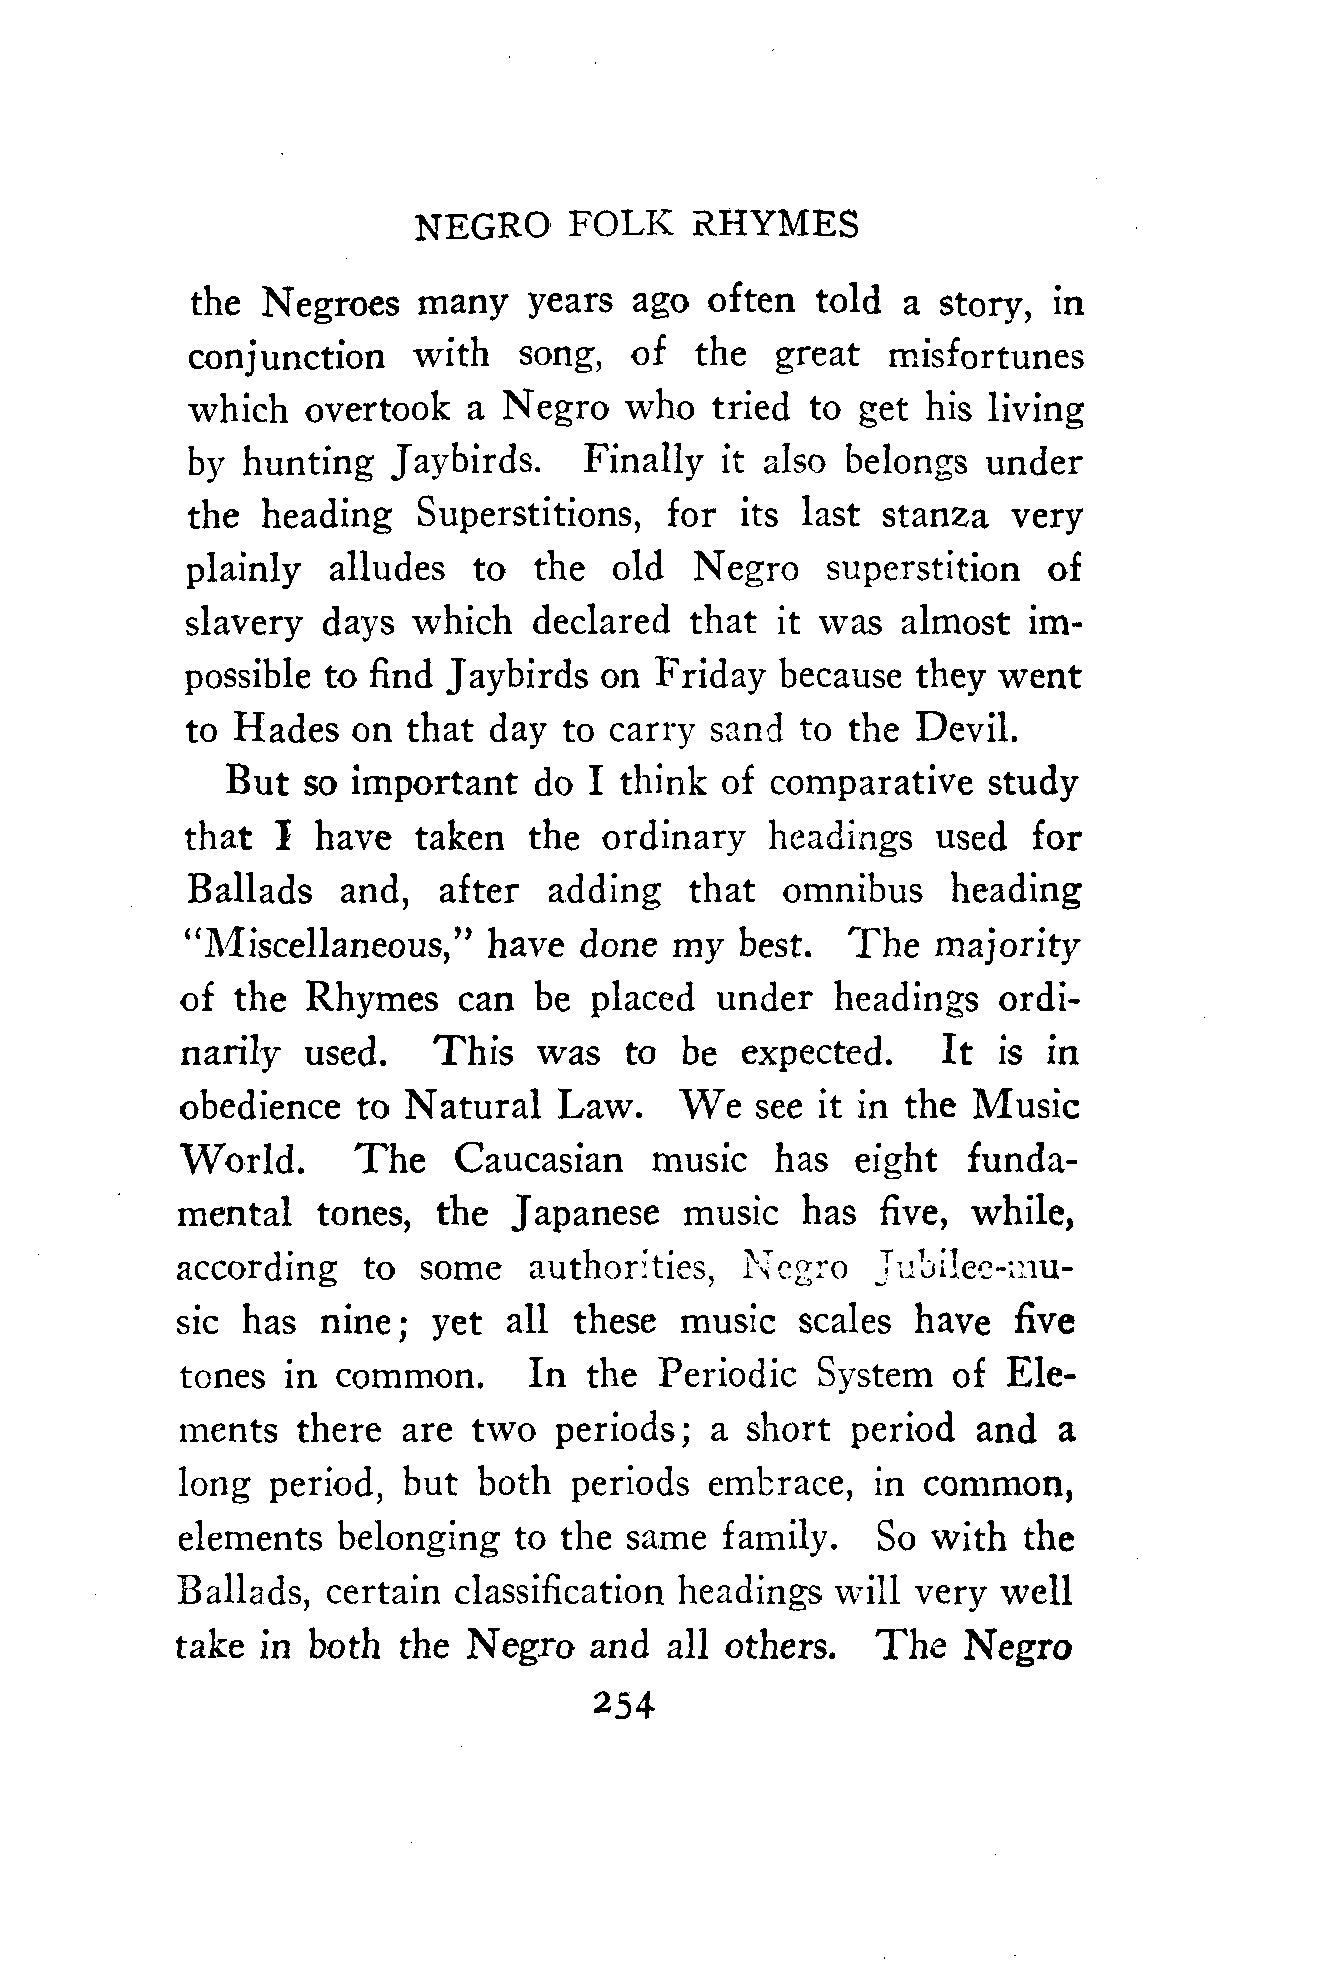 NEGRO FOLK RHYMES
the Negroes many years ago often told a story, in
conjunction with song, of the great misfortunes
which overtook a Negro who tried to get his living
by hunting Jaybirds. Finally it also belongs under
the heading Superstitions, for its last stanza very
plainly alludes to the old Negro superstition of
slavery days which declared that it was almost im-
possible to find Jaybirds on Friday because they went
to Hades on that day to carry sand to the Devil.
But so important do I think of comparative study
that I have taken the ordinary headings used for
Ballads and, after adding that omnibus heading
"Miscellaneous," have done my best. The majority
of the Rhymes can be placed under headings ordi-
narily used. This was to be expected. It is in
obedience to Natural Law. We see it in the Music
World. The Caucasian music has eight funda-
mental tones, the Japanese music has five, while,
according to some authorities, Negro Jubilee-mu-
sic has nine; yet all these music scales have five
tones in common. In the Periodic System of Ele-
ments there are two periods; a short period and a
long period, but both periods embrace, in common,
elements belonging to the same family. So with the
Ballads, certain classification headings will very well
take in both the Negro and all others. The Negro
254